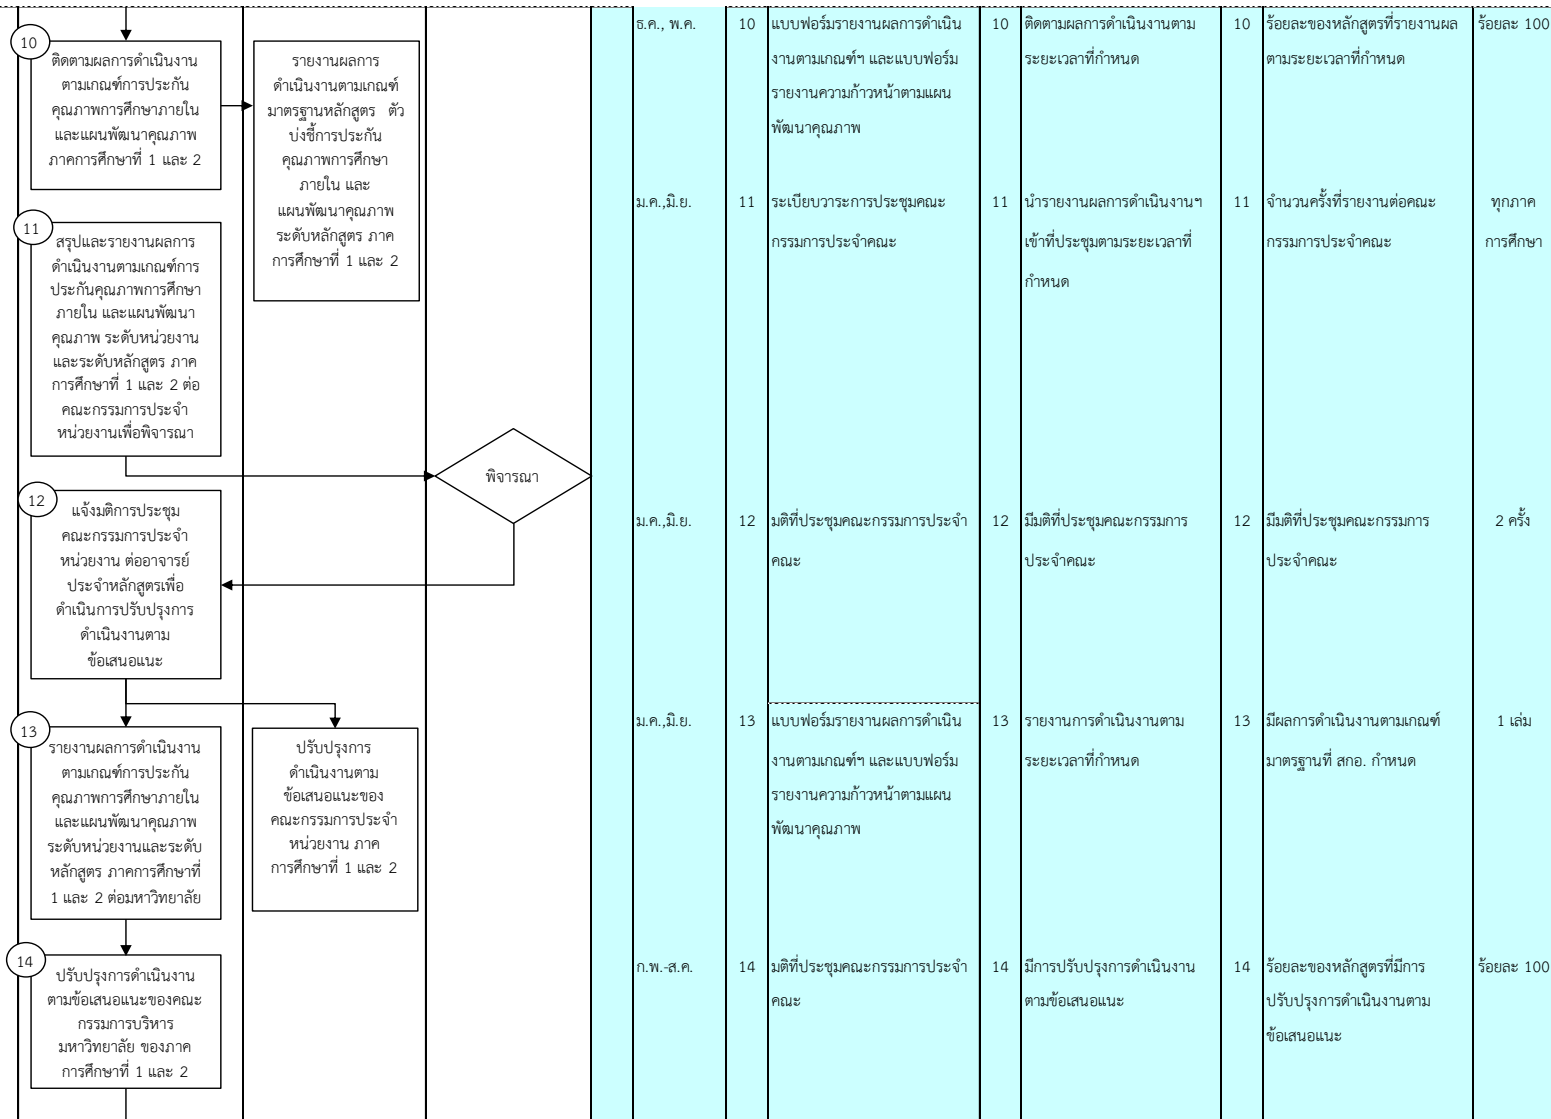 10
ติดตามผลการดำเนินงาน
ตามเกณฑ์การประกัน
คุณภาพการศึกษาภายใน
และแผนพัฒนาคุณภาพ
ภาคการศึกษาที่ 1 และ 2
รายงานผลการ
ดำเนินงานตามเกณฑ์
มาตรฐานหลักสูตร ตัว
บ่งชี้การประกัน
คุณภาพการศึกษา
ภายใน และ
แผนพัฒนาคุณภาพ
ระดับหลักสูตร ภาค
การศึกษาที่ 1 และ 2
ธ.ค., พ.ค.
10
แบบฟอร์มรายงานผลการดำเนิน
งานตามเกณฑ์ฯ และแบบฟอร์ม
รายงานความก้าวหน้าตามแผน
พัฒนาคุณภาพ
10
ติดตามผลการดำเนินงานตาม
ระยะเวลาที่กำหนด
10
ร้อยละของหลักสูตรที่รายงานผล
ตามระยะเวลาที่กำหนด
ร้อยละ 100
11
สรุปและรายงานผลการ
ดำเนินงานตามเกณฑ์การ
ประกันคุณภาพการศึกษา
ภายใน และแผนพัฒนา
คุณภาพ ระดับหน่วยงาน
และระดับหลักสูตร ภาค
การศึกษาที่ 1 และ 2 ต่อ
คณะกรรมการประจำ
หน่วยงานเพื่อพิจารณา
พิจารณา
ม.ค.,มิ.ย.
11
ระเบียบวาระการประชุมคณะ
กรรมการประจำคณะ
11
นำรายงานผลการดำเนินงานฯ
เข้าที่ประชุมตามระยะเวลาที่
กำหนด
11
จำนวนครั้งที่รายงานต่อคณะ
กรรมการประจำคณะ
ทุกภาค
การศึกษา
12
แจ้งมติการประชุม
คณะกรรมการประจำ
หน่วยงาน ต่ออาจารย์
ประจำหลักสูตรเพื่อ
ดำเนินการปรับปรุงการ
ดำเนินงานตาม
ข้อเสนอแนะ
ม.ค.,มิ.ย.
12
มติที่ประชุมคณะกรรมการประจำ
คณะ
12
มีมติที่ประชุมคณะกรรมการ
ประจำคณะ
12
มีมติที่ประชุมคณะกรรมการ
ประจำคณะ
2 ครั้ง
13
รายงานผลการดำเนินงาน
ตามเกณฑ์การประกัน
คุณภาพการศึกษาภายใน
และแผนพัฒนาคุณภาพ
ระดับหน่วยงานและระดับ
หลักสูตร ภาคการศึกษาที่
1 และ 2 ต่อมหาวิทยาลัย
ปรับปรุงการ
ดำเนินงานตาม
ข้อเสนอแนะของ
คณะกรรมการประจำ
หน่วยงาน ภาค
การศึกษาที่ 1 และ 2
ม.ค.,มิ.ย.
13
แบบฟอร์มรายงานผลการดำเนิน
งานตามเกณฑ์ฯ และแบบฟอร์ม
รายงานความก้าวหน้าตามแผน
พัฒนาคุณภาพ
13
รายงานการดำเนินงานตาม
ระยะเวลาที่กำหนด
13
มีผลการดำเนินงานตามเกณฑ์
มาตรฐานที่ สกอ. กำหนด
1 เล่ม
14
ปรับปรุงการดำเนินงาน
ตามข้อเสนอแนะของคณะ
กรรมการบริหาร
มหาวิทยาลัย ของภาค
การศึกษาที่ 1 และ 2
ก.พ.-ส.ค.
14
มติที่ประชุมคณะกรรมการประจำ
คณะ
14
มีการปรับปรุงการดำเนินงาน
ตามข้อเสนอแนะ
14
ร้อยละของหลักสูตรที่มีการ
ปรับปรุงการดำเนินงานตาม
ข้อเสนอแนะ
ร้อยละ 100